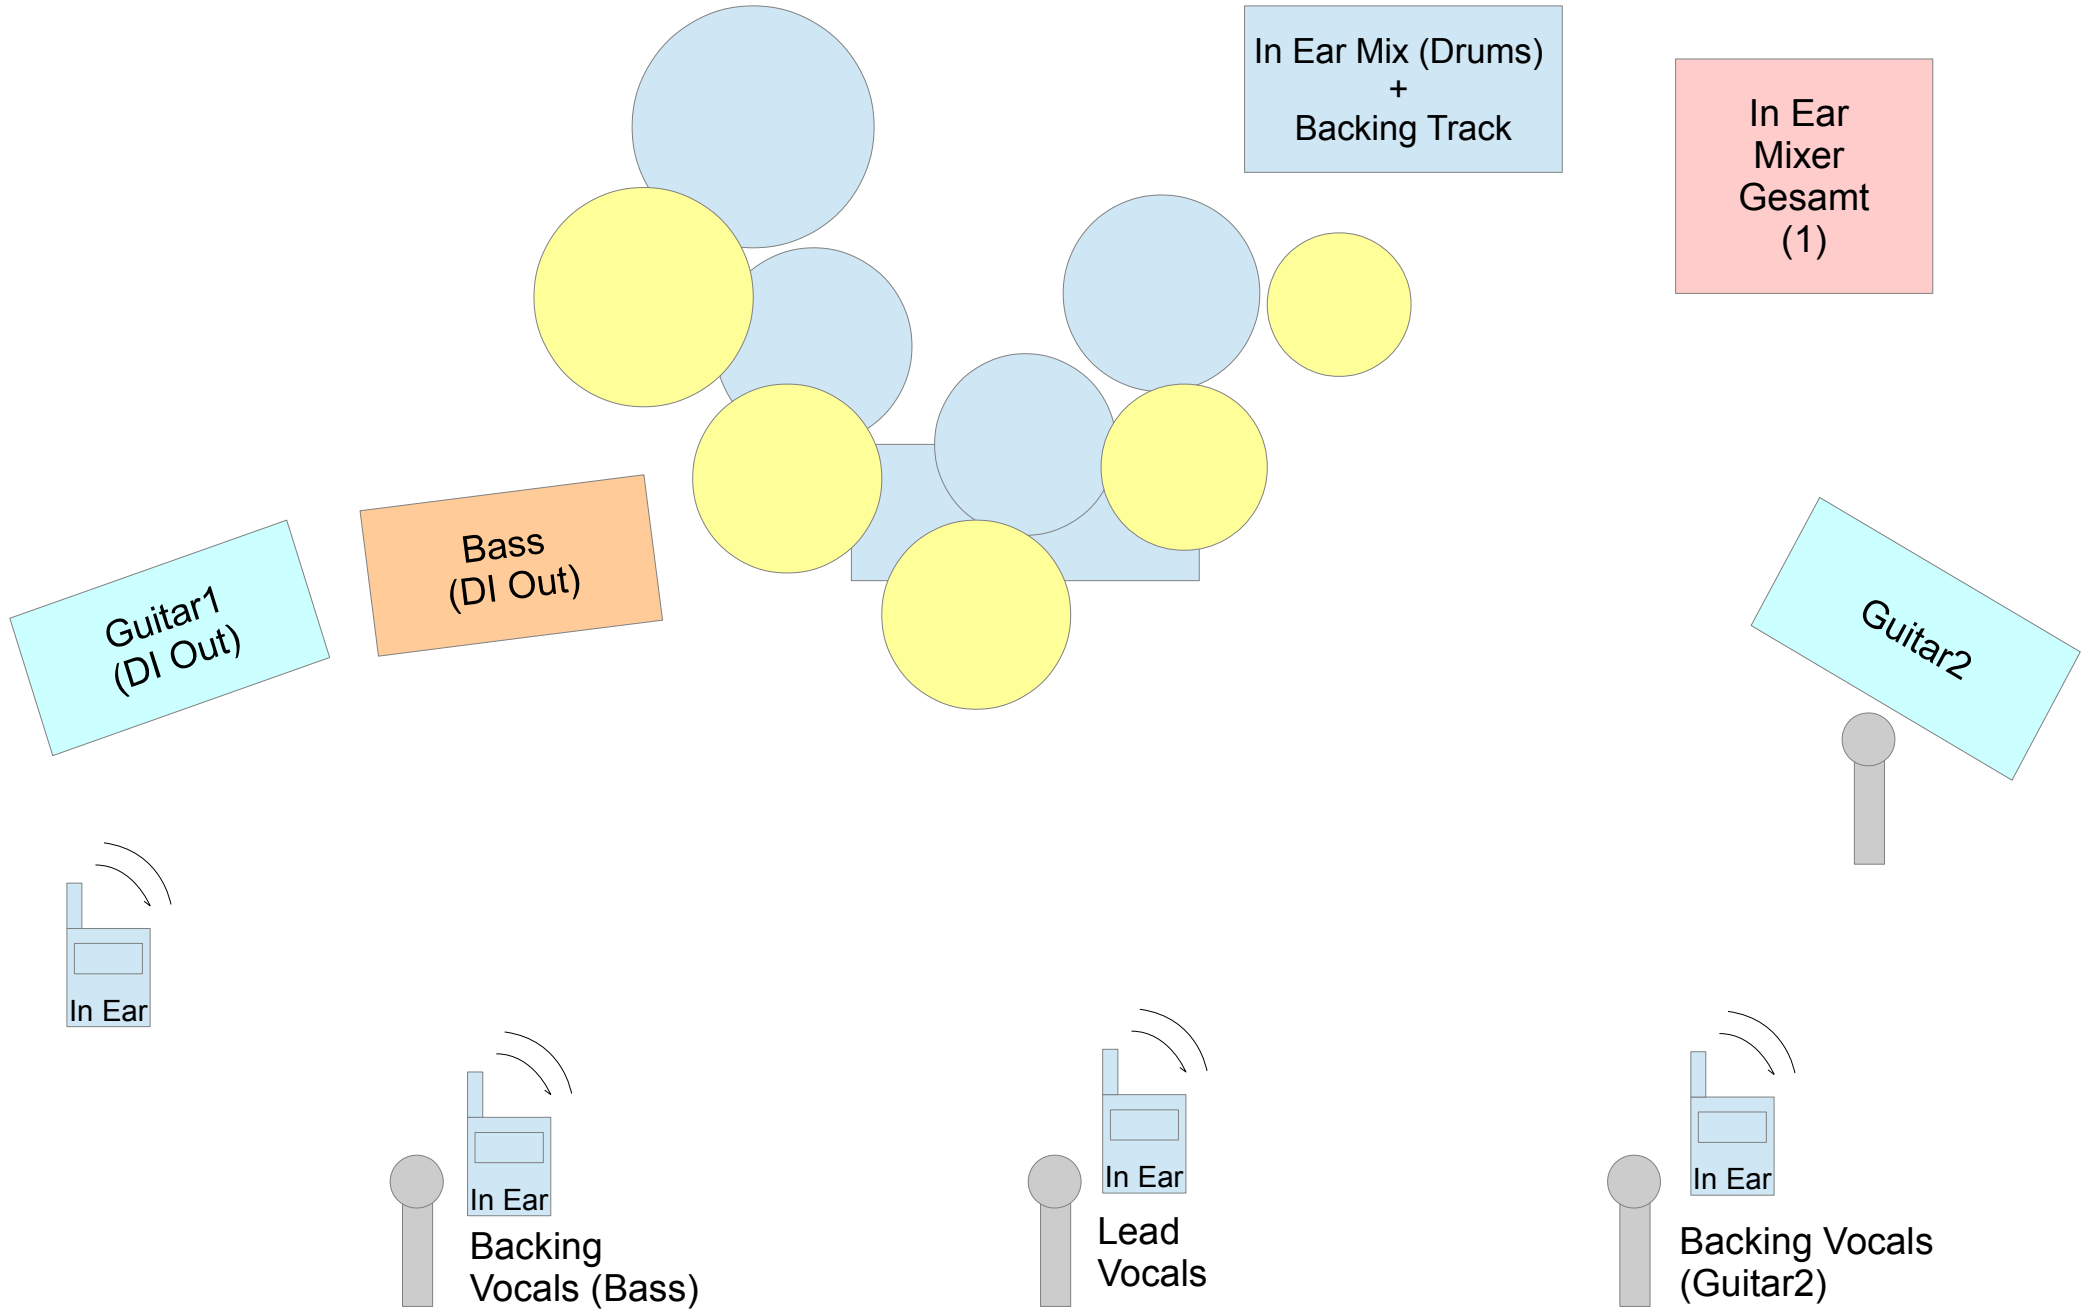 In Ear Mix (Drums)
+
Backing Track
In Ear
Mixer
Gesamt
(1)
Bass
(DI Out)
Guitar1
(DI Out)
Guitar2
In Ear
In Ear
Backing
Vocals (Bass)
In Ear
Lead
Vocals
In Ear
Backing Vocals
(Guitar2)